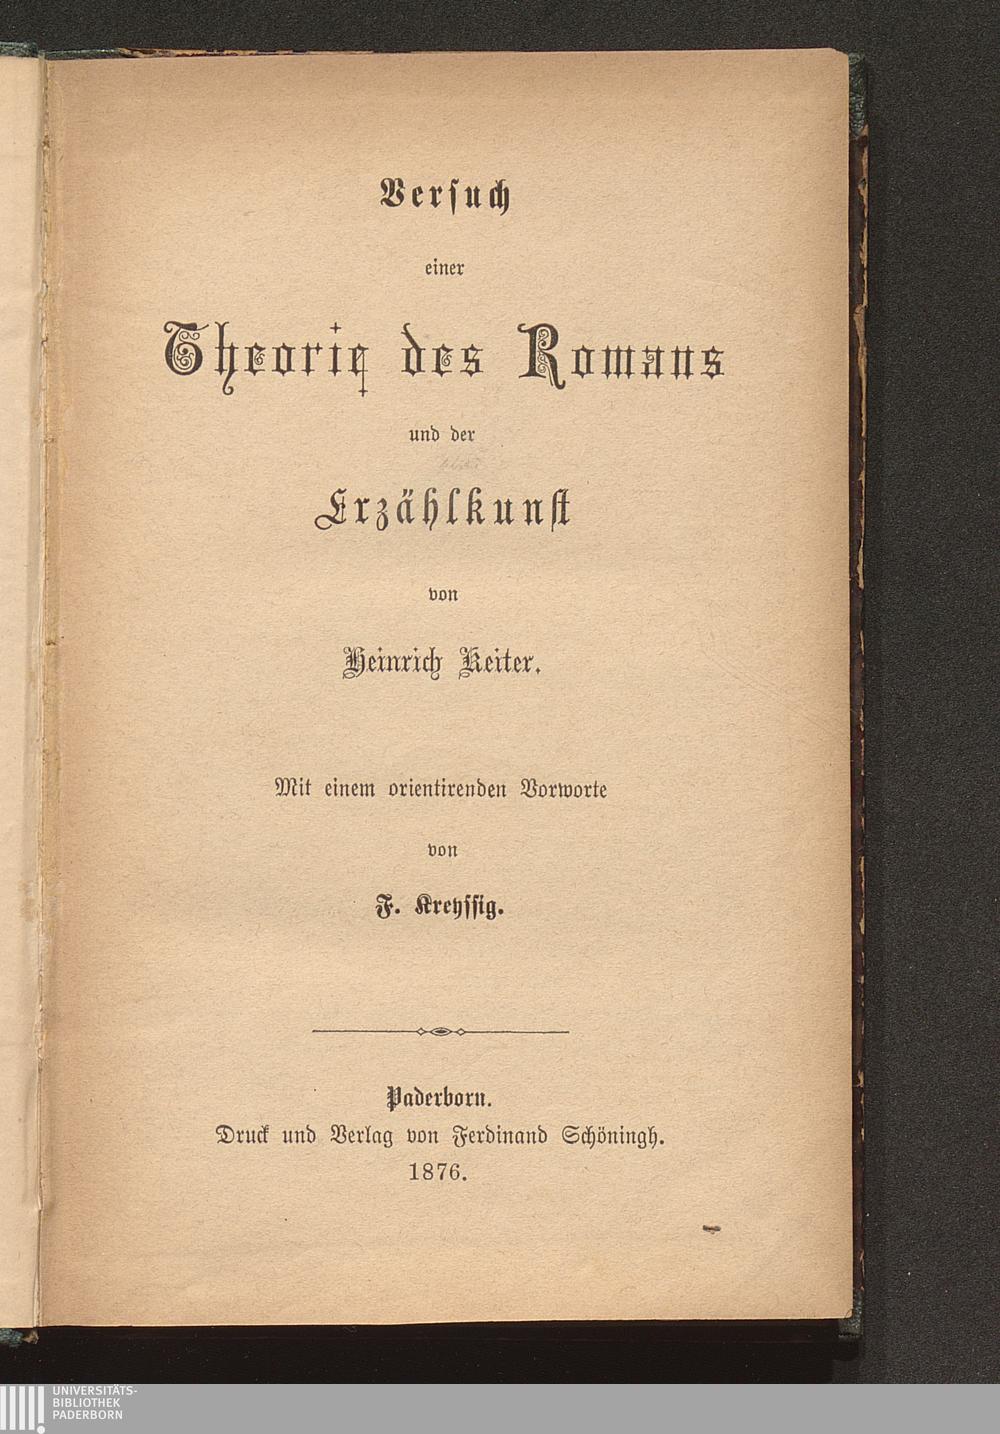 Versuch
einer
Theorie des Romans
und der
Erzählkunst
von
Heinrich Keiter.
Mit einem orientirenden Vorworte
von
F. Kreyssig.
Paderborn.
Druck und Verlag von Ferdinand Schöningh.
1876.
UNIVERSITÄTS-
BIBLIOTHEK
PADERBORN